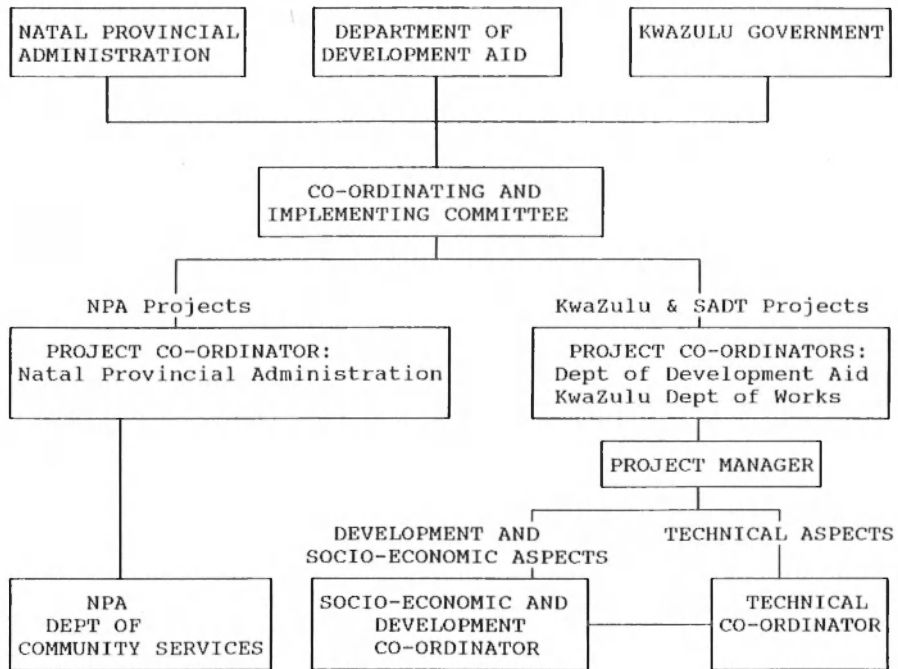 NATAL PROVINCIAL
ADMINISTRATION
DEPARTMENT OF
DEVELOPMENT AID
KWAZULU GOVERNMENT
CO-ORDINATING AND
IMPLEMENTING COMMITTEE
NPA Projects
KwaZulu & SADT Projects
PROJECT CO-ORDINATOR:
Natal Provincial Administration
PROJECT CO-ORDINATORS:
Dept of Development Aid
KwaZulu Dept of Works
PROJECT MANAGER
DEVELOPMENT AND
SOCIO-ECONOMIC ASPECTS
TECHNICAL ASPECTS
NPA
DEPT OF
COMMUNITY SERVICES
SOCIO-ECONOMIC AND
DEVELOPMENT
CO-ORDINATOR
TECHNICAL
CO-ORDINATOR